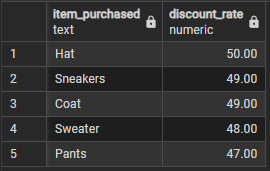 item_purchased discount_rate
text numeric
1 Hat 50.00
2 Sneakers 49.00
3 Coat 49.00
4 Sweater 48.00
5 Pants 47.00